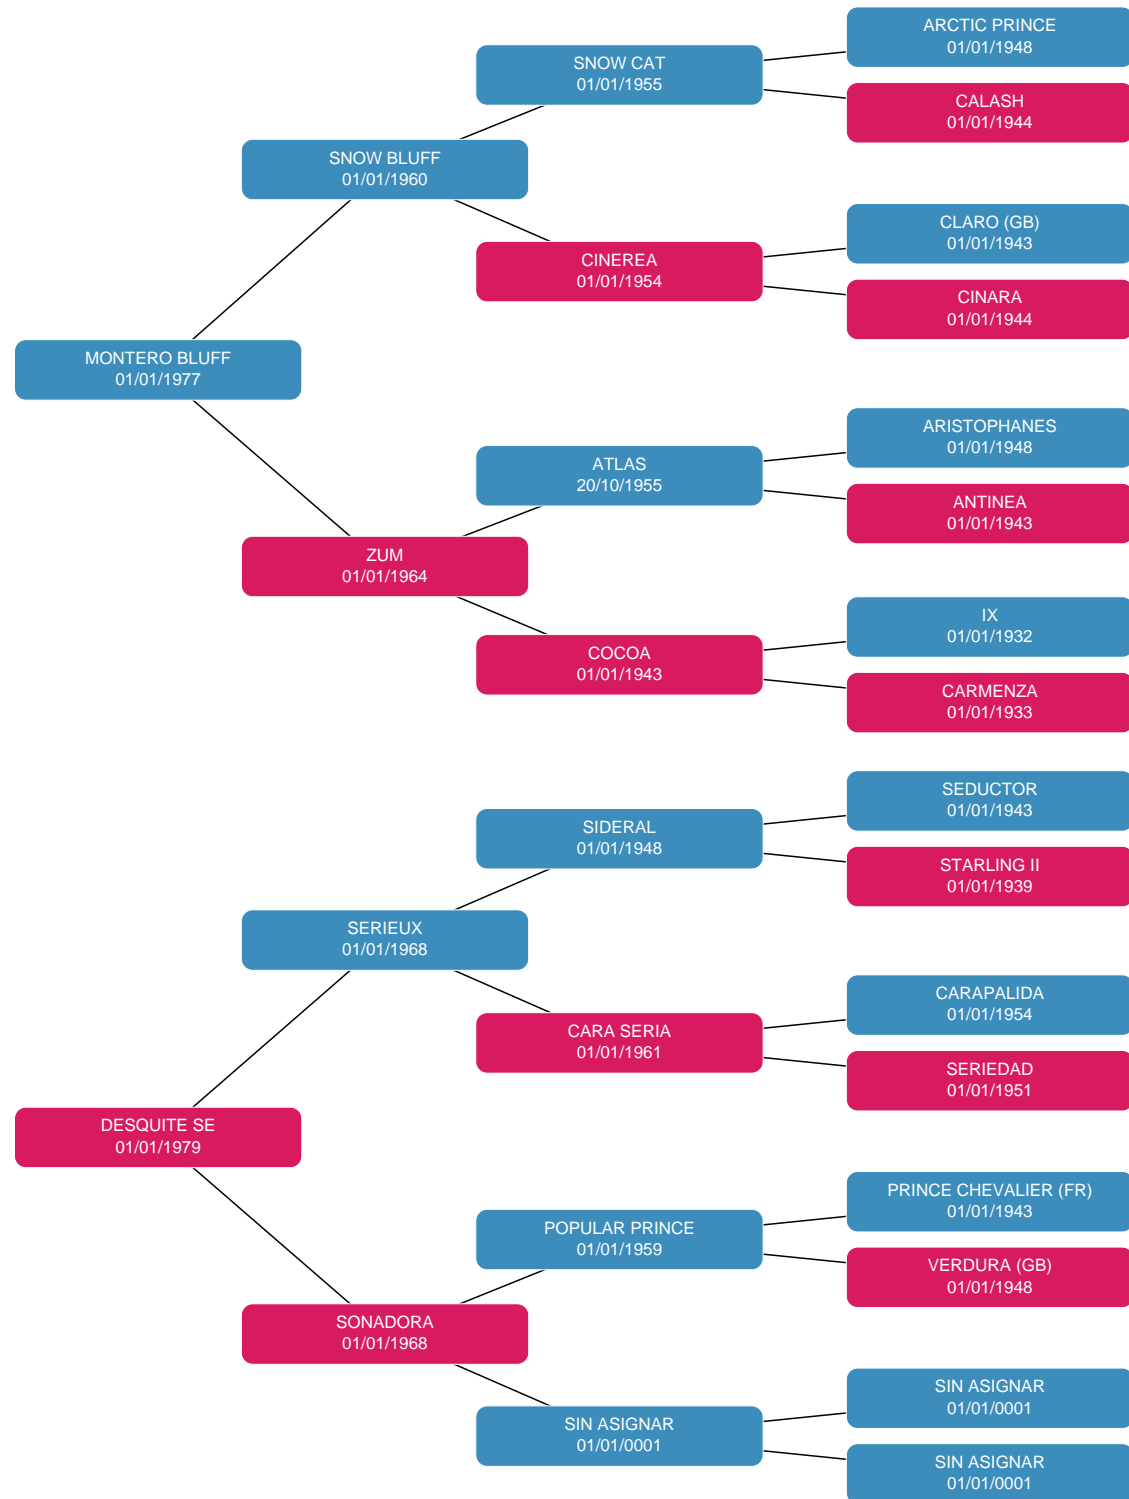 ARCTIC PRINCE
01/01/1948
SNOW CAT
01/01/1955
CALASH
01/01/1944
SNOW BLUFF
01/01/1960
CLARO (GB)
01/01/1943
CINEREA
01/01/1954
CINARA
01/01/1944
MONTERO BLUFF
01/01/1977
ARISTOPHANES
01/01/1948
ATLAS
20/10/1955
ANTINEA
01/01/1943
ZUM
01/01/1964
IX
01/01/1932
COCOA
01/01/1943
CARMENZA
01/01/1933
SEDUCTOR
01/01/1943
SIDERAL
01/01/1948
STARLING II
01/01/1939
SERIEUX
01/01/1968
CARAPALIDA
01/01/1954
CARA SERIA
01/01/1961
SERIEDAD
01/01/1951
DESQUITE SE
01/01/1979
PRINCE CHEVALIER (FR)
01/01/1943
POPULAR PRINCE
01/01/1959
VERDURA (GB)
01/01/1948
SONADORA
01/01/1968
SIN ASIGNAR
01/01/0001
SIN ASIGNAR
01/01/0001
SIN ASIGNAR
01/01/0001